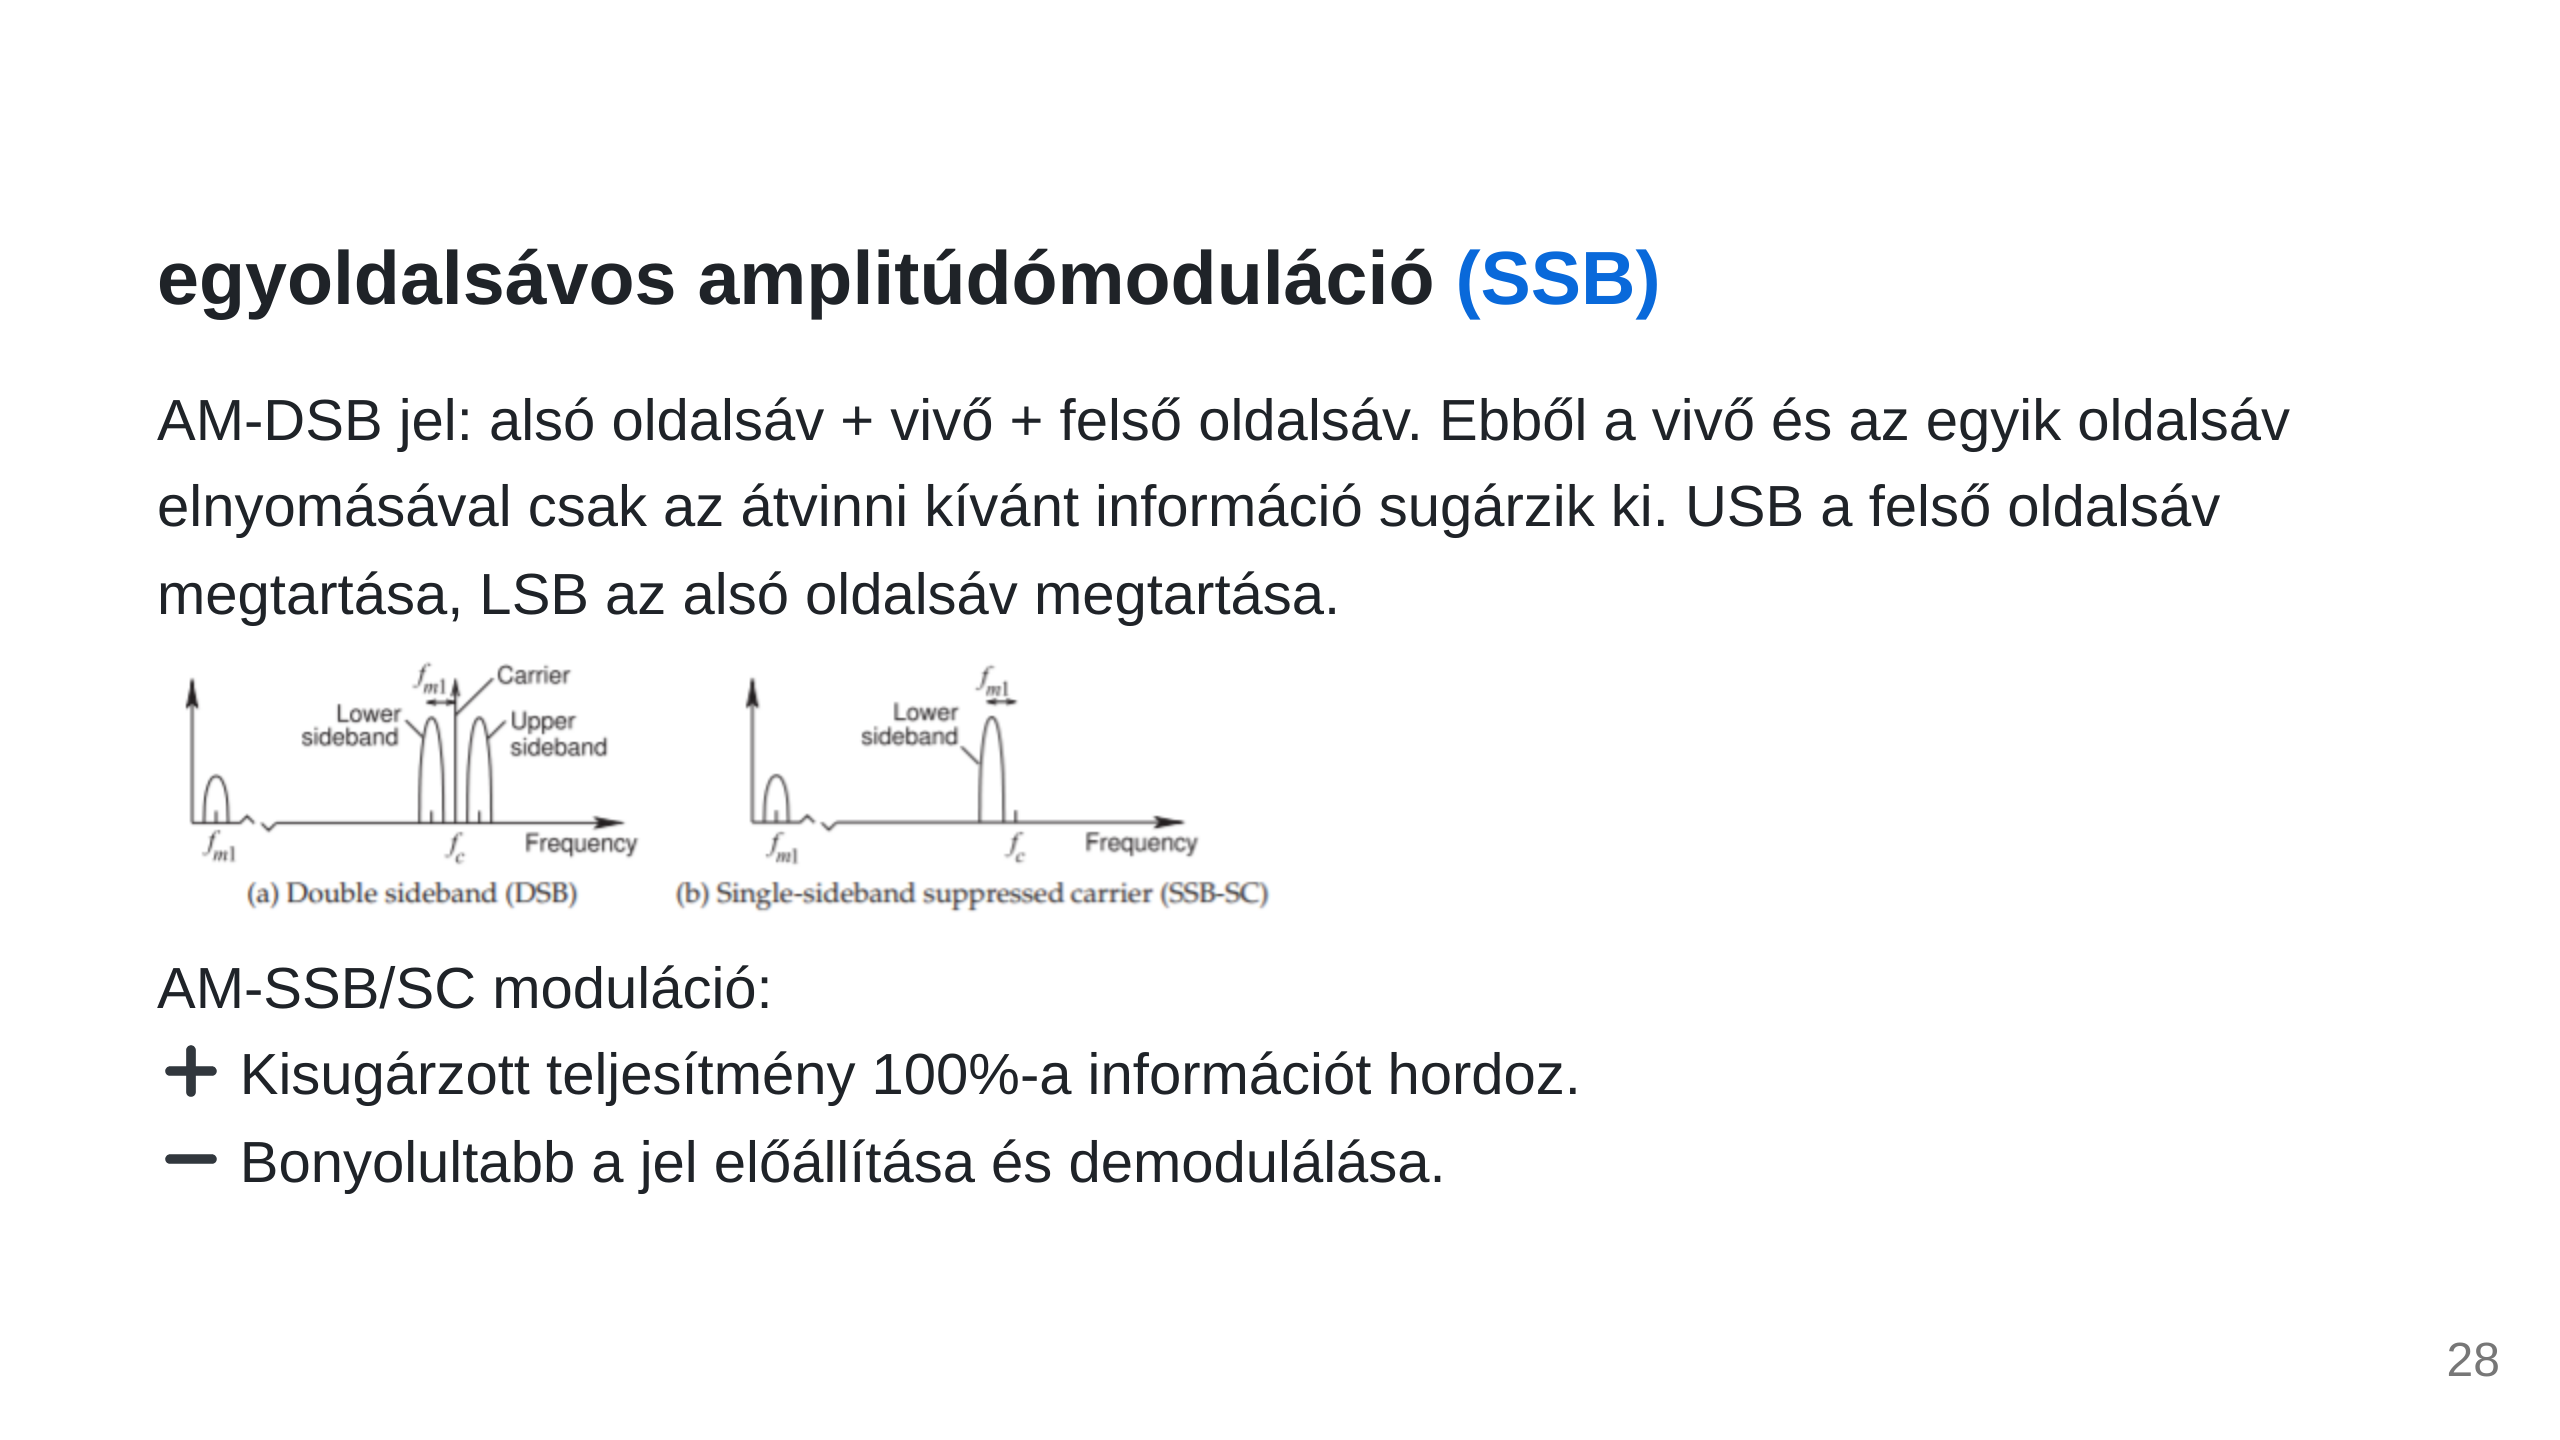 egyoldalsávos amplitúdómoduláció (SSB)
AM-DSB jel: alsó oldalsáv + vivő + felső oldalsáv. Ebből a vivő és az egyik oldalsáv
elnyomásával csak az átvinni kívánt információ sugárzik ki. USB a felső oldalsáv
megtartása, LSB az alsó oldalsáv megtartása.
fm1
Carrier
Lower
sideband
Upper
sideband
fm1
fc
Frequency
(a) Double sideband (DSB)
fm1
Lower
sideband
fm1
fc
Frequency
(b) Single-sideband suppressed carrier (SSB-SC)
AM-SSB/SC moduláció:
➕ Kisugárzott teljesítmény 100%-a információt hordoz.
➖ Bonyolultabb a jel előállítása és demodulálása.
28